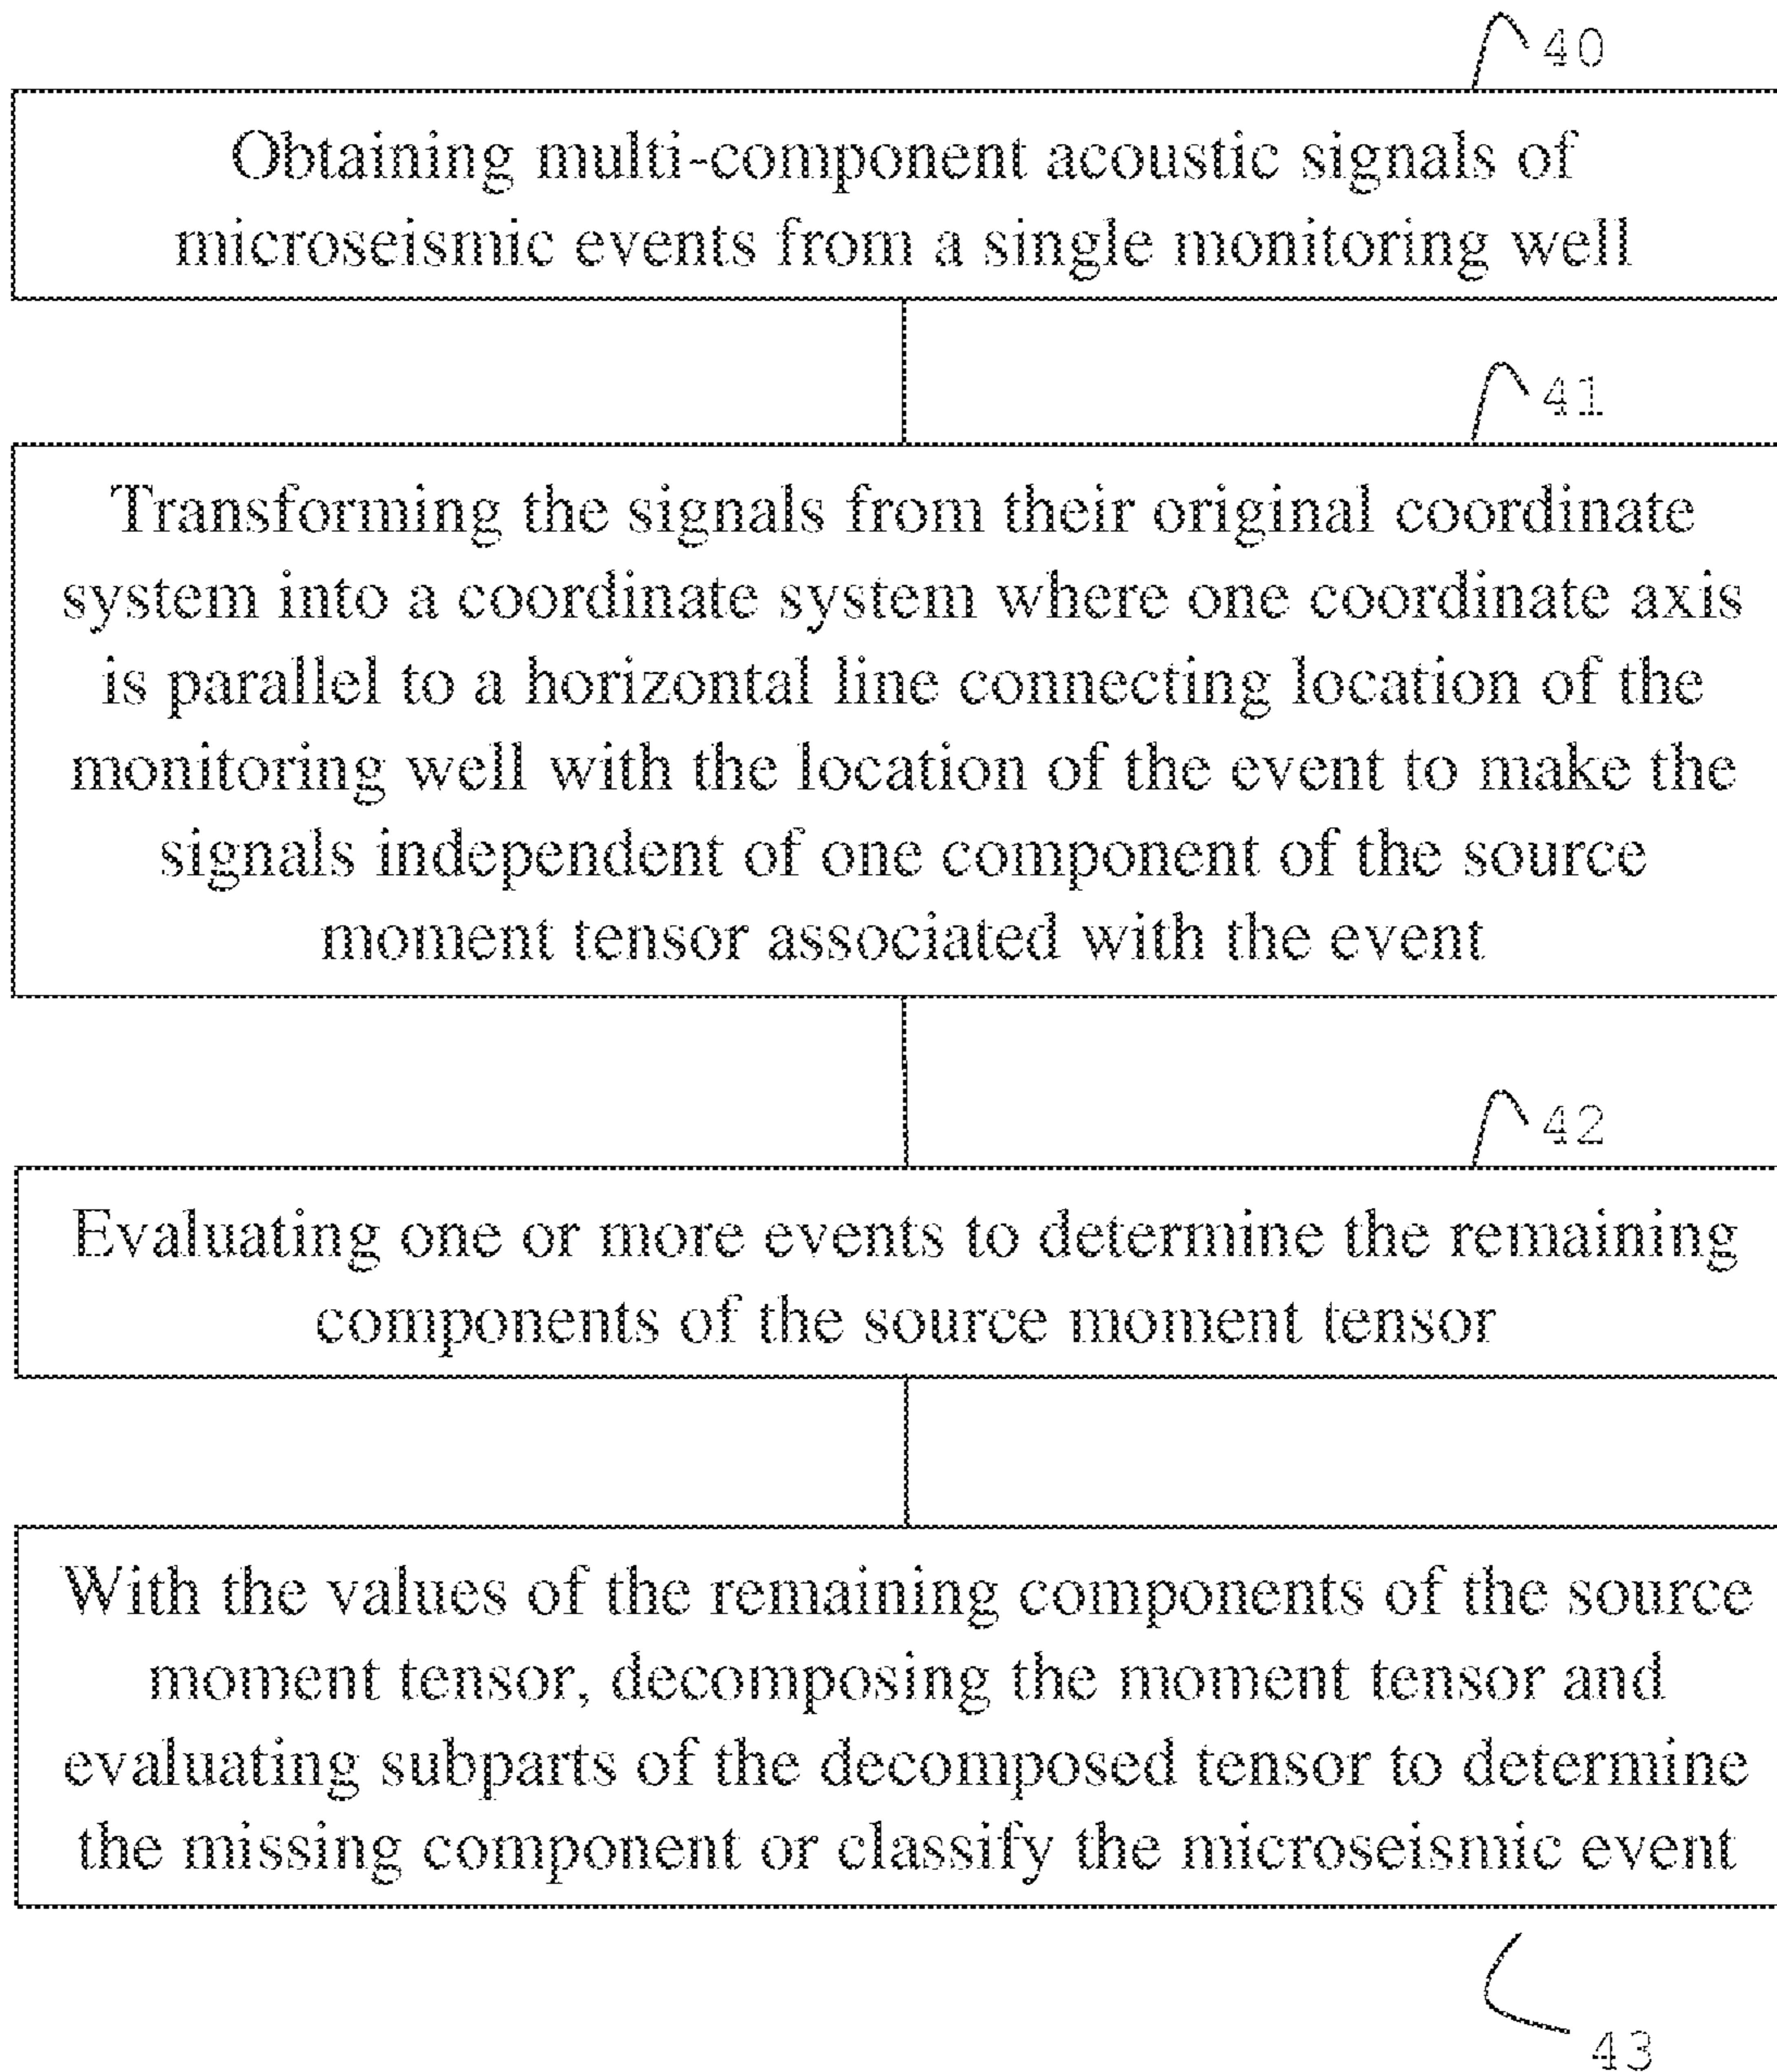 40
Obtaining multi-component acoustic signals of
microseismic events from a single monitoring well
41
Transforming the signals from their original coordinate
system into a coordinate system where one coordinate axis
is parallel to a horizontal line connecting location of the
monitoring well with the location of the event to make the
signals independent of one component of the source
moment tensor associated with the event
42
Evaluating one or more events to determine the remaining
components of the source moment tensor
With the values of the remaining components of the source
moment tensor, decomposing the moment tensor and
evaluating subparts of the decomposed tensor to determine
the missing component or classify the microseismic event
43